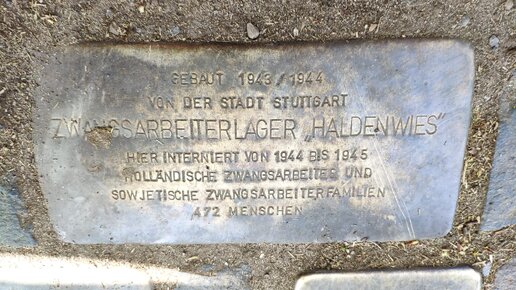 GEBAUT 1943/1944
VON DER STADT STUTTGART
ZWANGSARBEITERLAGER „HALDENWIES"
HIER INTERNIERT VON 1944 BIS 1945
HOLLÄNDISCHE ZWANGSARBEITER UND
SOWJETISCHE ZWANGSARBEITERFAMILIEN
472 MENSCHEN